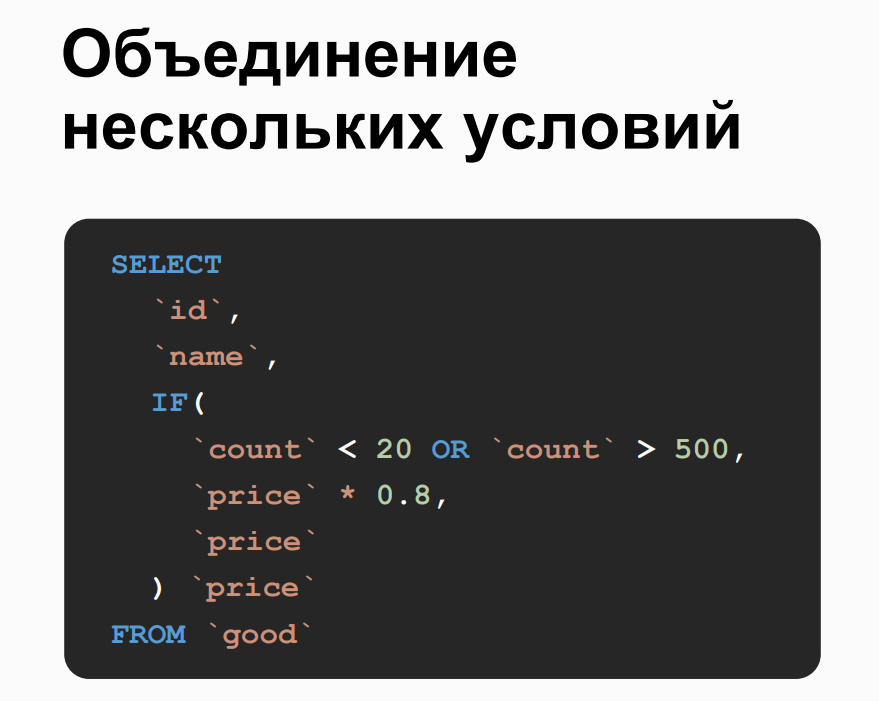 Объединение
нескольких условий
SELECT
`id`,
`name`,
IF(
`count` < 20 OR `count` > 500,
`price` * 0.8,
`price`
) `price`
FROM `good`